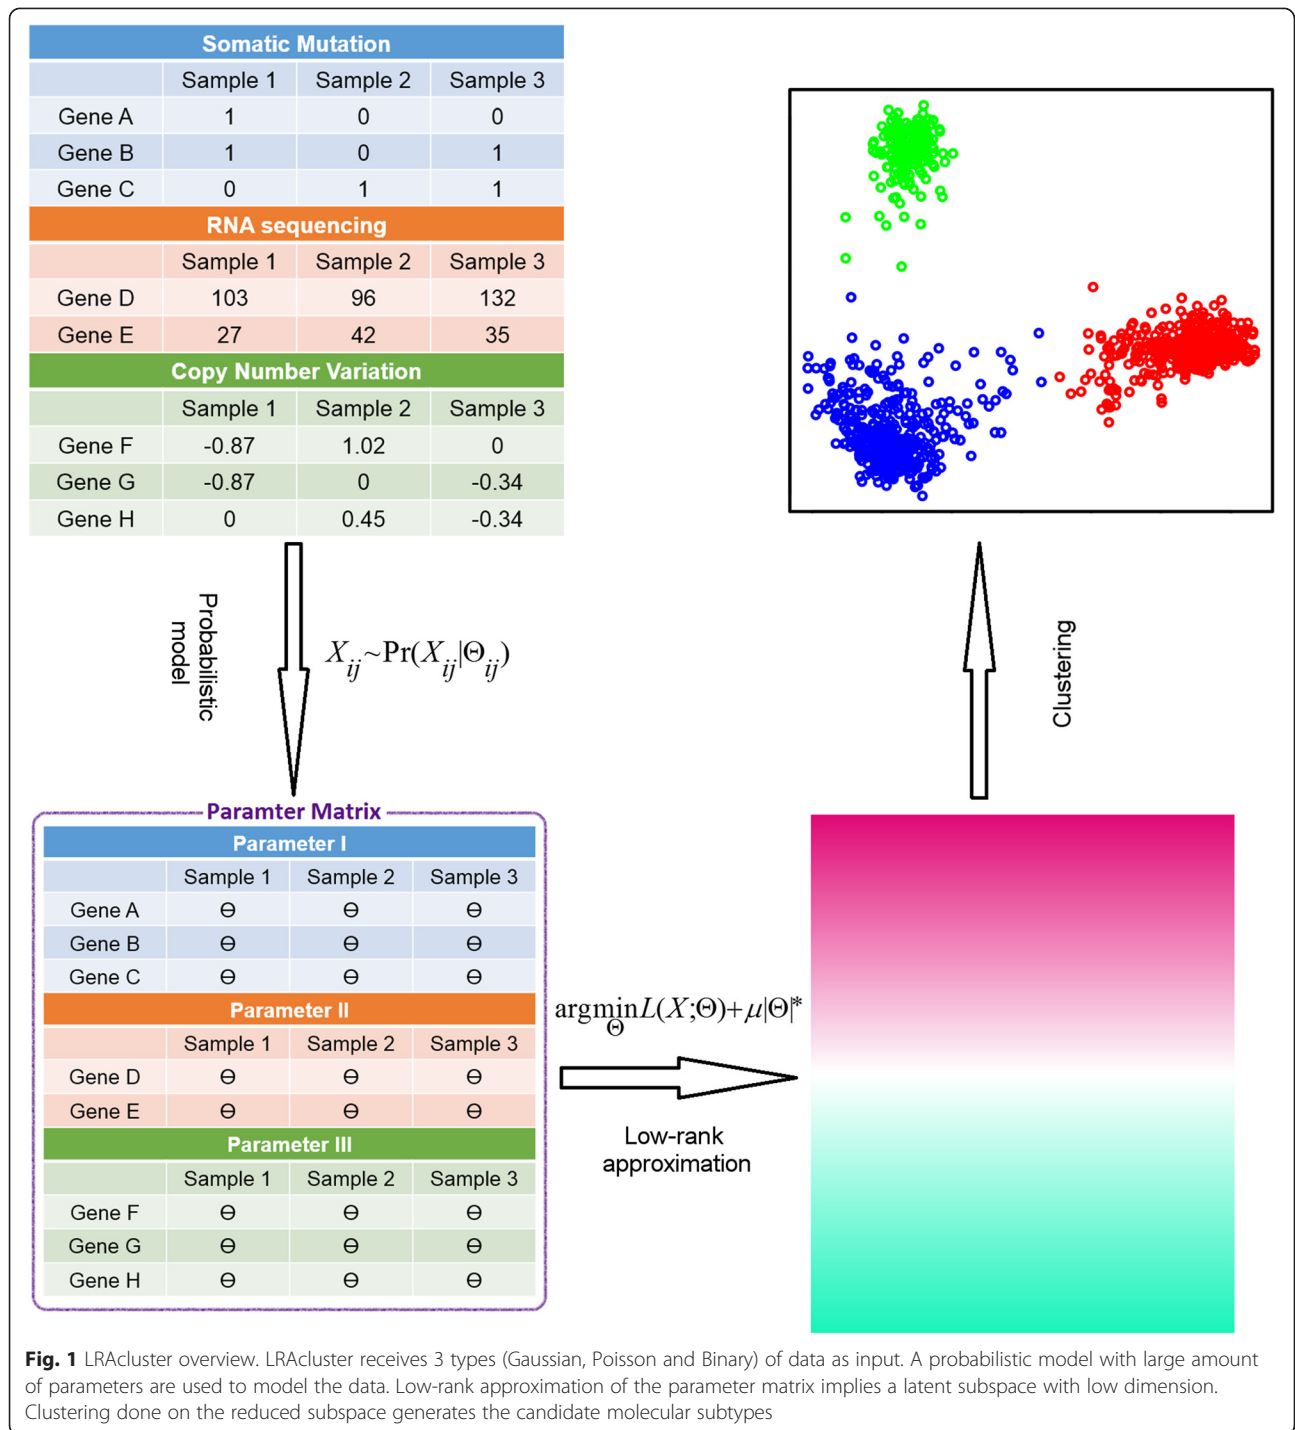 Somatic Mutation
Sample 1 Sample 2 Sample 3
Gene A 1 0 0
Gene B 1 0 1
Gene C 0 1 1
RNA sequencing
Sample 1 Sample 2 Sample 3
Gene D 103 96 132
Gene E 27 42 35
Copy Number Variation
Sample 1 Sample 2 Sample 3
Gene F -0.87 1.02 0
Gene G -0.87 0 -0.34
Gene H 0 0.45 -0.34
Probabilistic
model
X_{ij}~Pr(X_{ij}|Θ_{ij})
Paramter Matrix
Parameter I
Sample 1 Sample 2 Sample 3
Gene A Θ Θ Θ
Gene B Θ Θ Θ
Gene C Θ Θ Θ
Parameter II
Sample 1 Sample 2 Sample 3
Gene D Θ Θ Θ
Gene E Θ Θ Θ
Parameter III
Sample 1 Sample 2 Sample 3
Gene F Θ Θ Θ
Gene G Θ Θ Θ
Gene H Θ Θ Θ
argmin L(X;Θ)+μ|Θ|*
Θ
Low-rank
approximation
Clustering
Fig. 1 LRAcluster overview. LRAcluster receives 3 types (Gaussian, Poisson and Binary) of data as input. A probabilistic model with large amount
of parameters are used to model the data. Low-rank approximation of the parameter matrix implies a latent subspace with low dimension.
Clustering done on the reduced subspace generates the candidate molecular subtypes